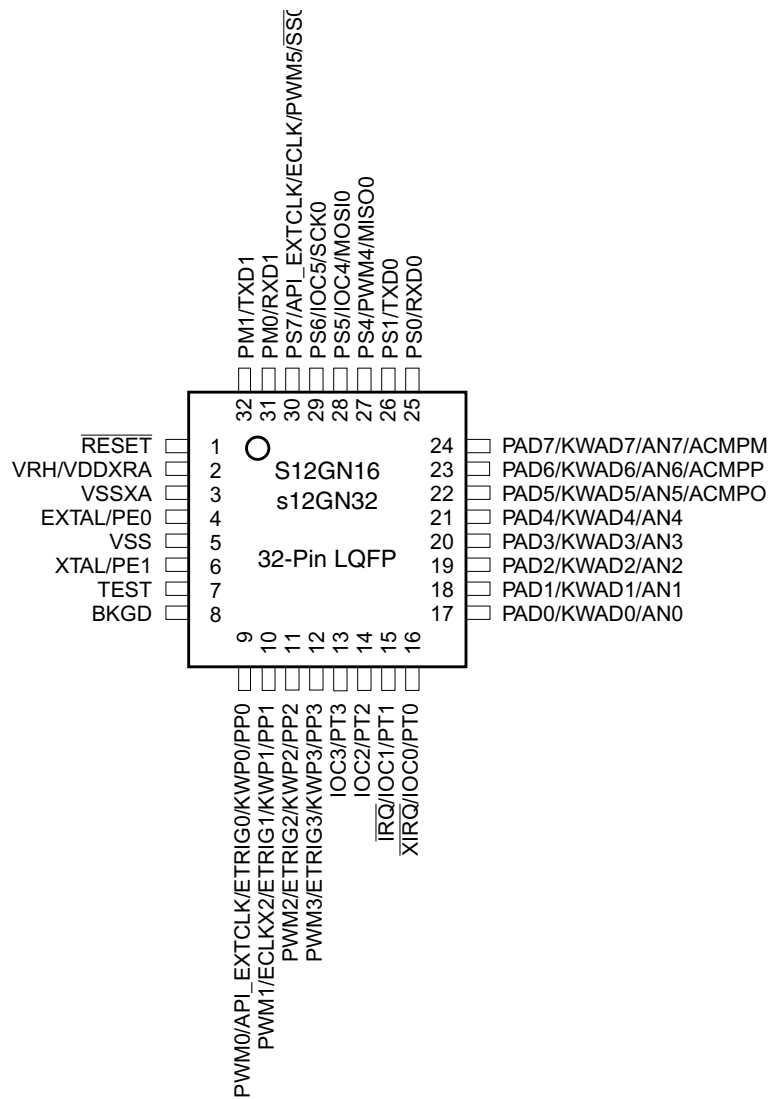 PS7/API_EXTCLK/ECLK/PWM5/SS0
PM1/TXD1
PM0/RXD1
PS6/IOC5/SCK0
PS5/IOC4/MOSI0
PS4/PWM4/MISO0
PS1/TXD0
PS0/RXD0
32
31
30
29
28
27
26
25
RESET
VRH/VDDXRA
VSSXA
EXTAL/PE0
VSS
XTAL/PE1
TEST
BKGD
1
2
3
4
5
6
7
8
S12GN16
s12GN32
32-Pin LQFP
24
23
22
21
20
19
18
17
PAD7/KWAD7/AN7/ACMPM
PAD6/KWAD6/AN6/ACMPP
PAD5/KWAD5/AN5/ACMPO
PAD4/KWAD4/AN4
PAD3/KWAD3/AN3
PAD2/KWAD2/AN2
PAD1/KWAD1/AN1
PAD0/KWAD0/AN0
9
10
11
12
13
14
15
16
PWM0/API_EXTCLK/ETRIG0/KWP0/PP0
PWM1/ECLKX2/ETRIG1/KWP1/PP1
PWM2/ETRIG2/KWP2/PP2
PWM3/ETRIG3/KWP3/PP3
IOC3/PT3
IOC2/PT2
IRQ/IOC1/PT1
XIRQ/IOC0/PT0